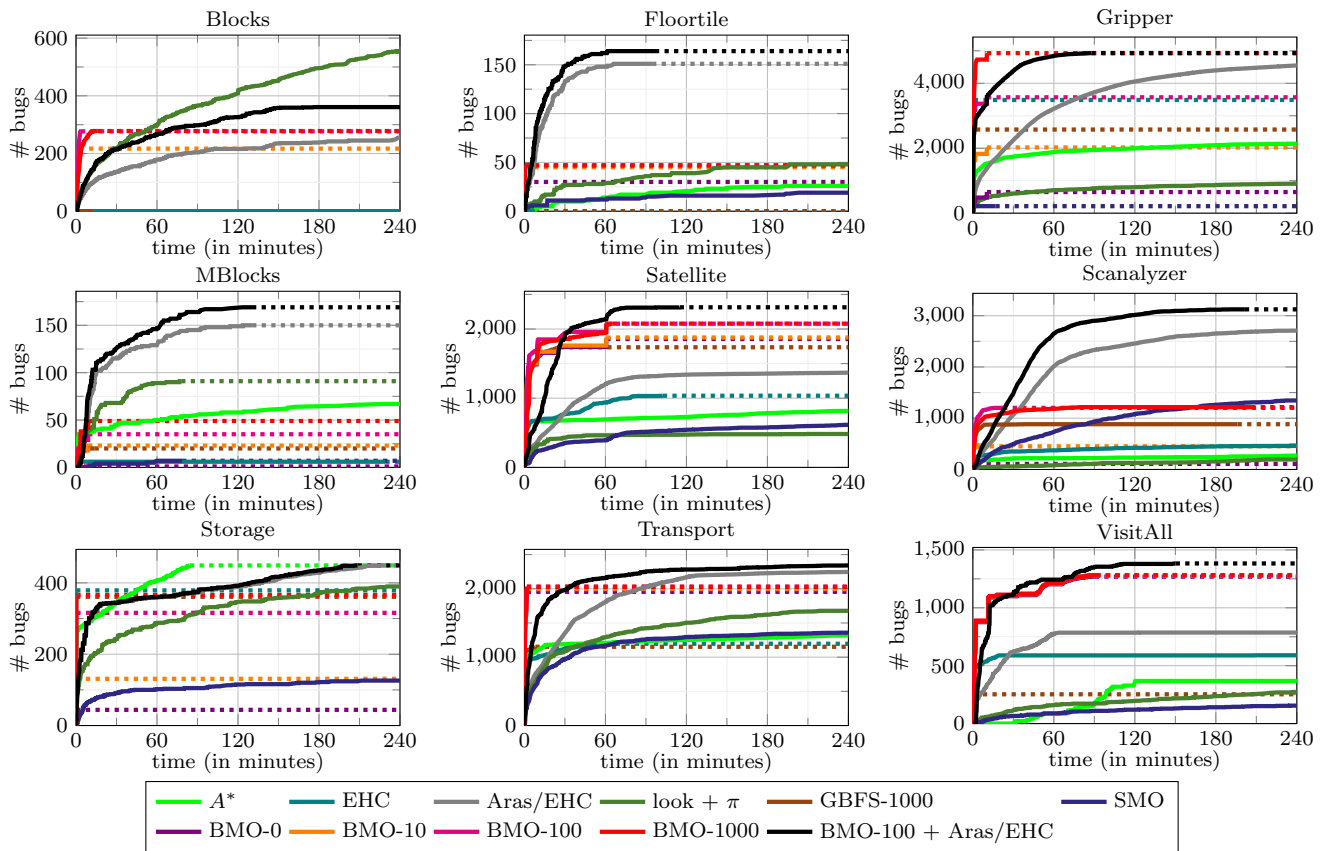 Blocks
Floortile
Gripper
# bugs
600
400
200
0
0
60
120
180
240
time (in minutes)
# bugs
150
100
50
0
0
60
120
180
240
time (in minutes)
# bugs
4,000
2,000
0
0
60
120
180
240
time (in minutes)
MBlocks
Satellite
Scanalyzer
# bugs
150
100
50
0
0
60
120
180
240
time (in minutes)
# bugs
2,000
1,000
0
0
60
120
180
240
time (in minutes)
# bugs
3,000
2,000
1,000
0
0
60
120
180
240
time (in minutes)
Storage
Transport
VisitAll
# bugs
400
200
0
0
60
120
180
240
time (in minutes)
# bugs
2,000
1,000
0
0
60
120
180
240
time (in minutes)
# bugs
1,500
1,000
500
0
0
60
120
180
240
time (in minutes)
A* EHC Aras/EHC look + π GBFS-1000 SMO
BMO-0 BMO-10 BMO-100 BMO-1000 BMO-100 + Aras/EHC